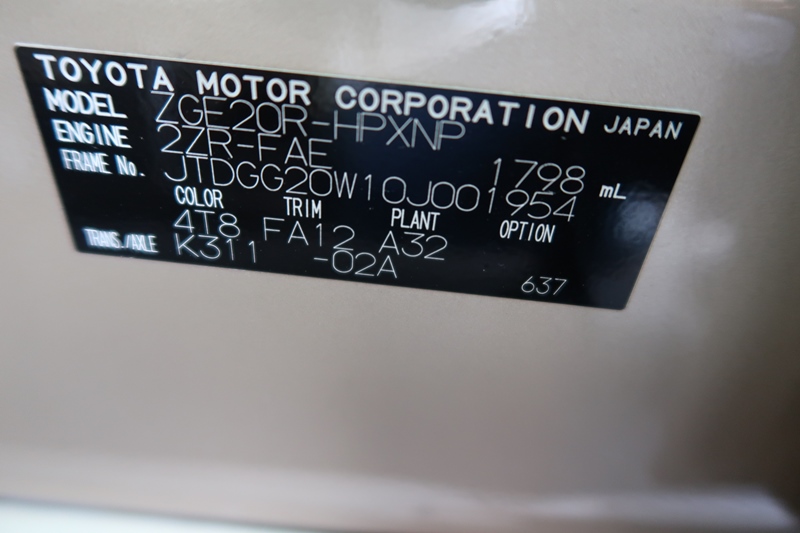 TOYOTA MOTOR CORPORATION JAPAN
MODEL ZGE20R-HPXNP
ENGINE 2ZR-FAE 1798 mL
FRAME No. JTDGG20W10J001954
COLOR TRIM PLANT OPTION
4T8 FA12 A32
TRANS./AXLE K311 -02A 637